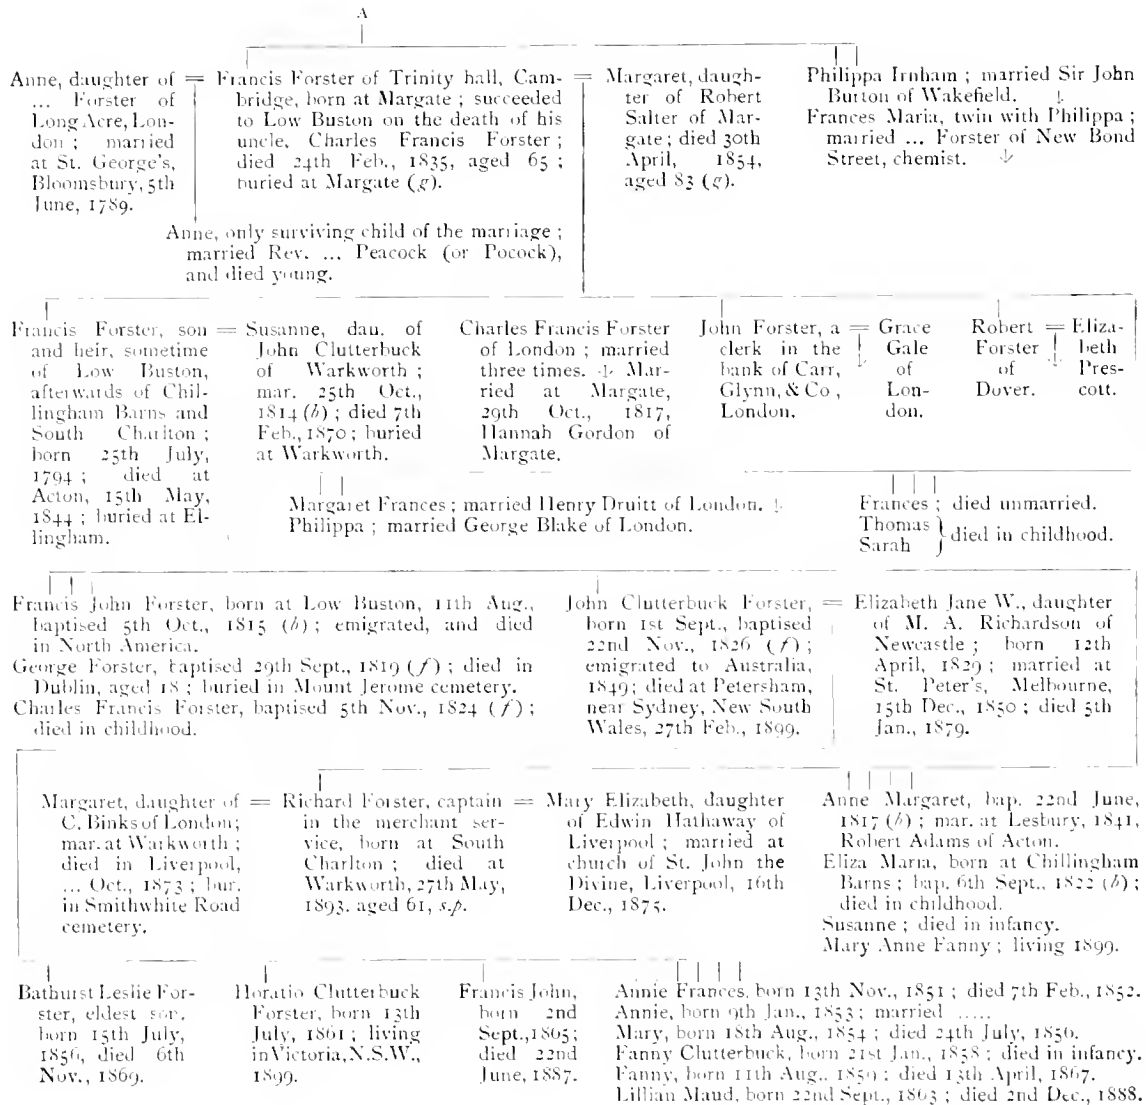 A
Anne, daughter of
... Forster of
Long Acre, Lon-
don ; married
at St. George's,
Bloomsbury, 5th
June, 1789.
=
Francis Forster of Trinity hall, Cam-
bridge, born at Margate ; succeeded
to Low Buston on the death of his
uncle, Charles Francis Forster ;
died 24th Feb., 1835, aged 65 ;
buried at Margate (g).
=
Margaret, daugh-
ter of Robert
Salter of Mar-
gate ; died 30th
April, 1854,
aged 83 (g).
Philippa Irnham ; married Sir John
Burton of Wakefield. ↓
Frances Maria, twin with Philippa ;
married ... Forster of New Bond
Street, chemist. ↓
Anne, only surviving child of the marriage ;
married Rev. ... Peacock (or Pocock),
and died young.
Francis Forster, son
and heir, sometime
of Low Buston,
afterwards of Chil-
lingham Barns and
South Charlton ;
born 25th July,
1794 ; died at
Acton, 15th May,
1844 ; buried at El-
lingham.
=
Susanne, dau. of
John Clutterbuck
of Warkworth ;
mar. 25th Oct.,
1814 (h) ; died 7th
Feb., 1870 ; buried
at Warkworth.
Charles Francis Forster
of London ; married
three times. ↓ Mar-
ried at Margate,
29th Oct., 1817,
Hannah Gordon of
Margate.
John Forster, a
clerk in the
bank of Carr,
Glynn, & Co.,
London.
=
↓
Grace
Gale
of
Lon-
don.
Robert
Forster
of
Dover.
=
↓
Eliza-
beth
Pres-
cott.
Margaret Frances ; married Henry Druitt of London. ↓
Philippa ; married George Blake of London.
Frances ; died unmarried.
Thomas
Sarah } died in childhood.
Francis John Forster, born at Low Buston, 11th Aug.,
baptised 5th Oct., 1815 (h) ; emigrated, and died
in North America.
George Forster, baptised 29th Sept., 1819 (f) ; died in
Dublin, aged 18 ; buried in Mount Jerome cemetery.
Charles Francis Forster, baptised 5th Nov., 1824 (f) ;
died in childhood.
John Clutterbuck Forster,
born 1st Sept., baptised
22nd Nov., 1826 (f) ;
emigrated to Australia,
1849 ; died at Petersham,
near Sydney, New South
Wales, 27th Feb., 1899.
=
Elizabeth Jane W., daughter
of M. A. Richardson of
Newcastle ; born 12th
April, 1829 ; married at
St. Peter's, Melbourne,
15th Dec., 1850 ; died 5th
Jan., 1879.
Margaret, daughter of
C. Binks of London ;
mar. at Warkworth ;
died in Liverpool,
... Oct., 1873 ; bur.
in Smithwhite Road
cemetery.
=
Richard Forster, captain
in the merchant ser-
vice, born at South
Charlton ; died at
Warkworth, 27th May,
1893, aged 61, s.p.
=
Mary Elizabeth, daughter
of Edwin Hathaway of
Liverpool ; married at
church of St. John the
Divine, Liverpool, 16th
Dec., 1875.
Anne Margaret, bap. 22nd June,
1817 (h) ; mar. at Lesbury, 1841,
Robert Adams of Acton.
Eliza Maria, born at Chillingham
Barns ; bap. 6th Sept., 1822 (h) ;
died in childhood.
Susanne ; died in infancy.
Mary Anne Fanny ; living 1899.
Bathurst Leslie For-
ster, eldest son,
born 15th July,
1856, died 6th
Nov., 1869.
Horatio Clutterbuck
Forster, born 13th
July, 1861 ; living
in Victoria, N.S.W.,
1899.
Francis John,
born 2nd
Sept., 1865 ;
died 22nd
June, 1887.
Annie Frances, born 13th Nov., 1851 ; died 7th Feb., 1852.
Annie, born 9th Jan., 1853 ; married .....
Mary, born 18th Aug., 1854 ; died 24th July, 1856.
Fanny Clutterbuck, born 21st Jan., 1858 ; died in infancy.
Fanny, born 11th Aug., 1859 ; died 13th April, 1867.
Lillian Maud, born 22nd Sept., 1863 ; died 2nd Dec., 1888.